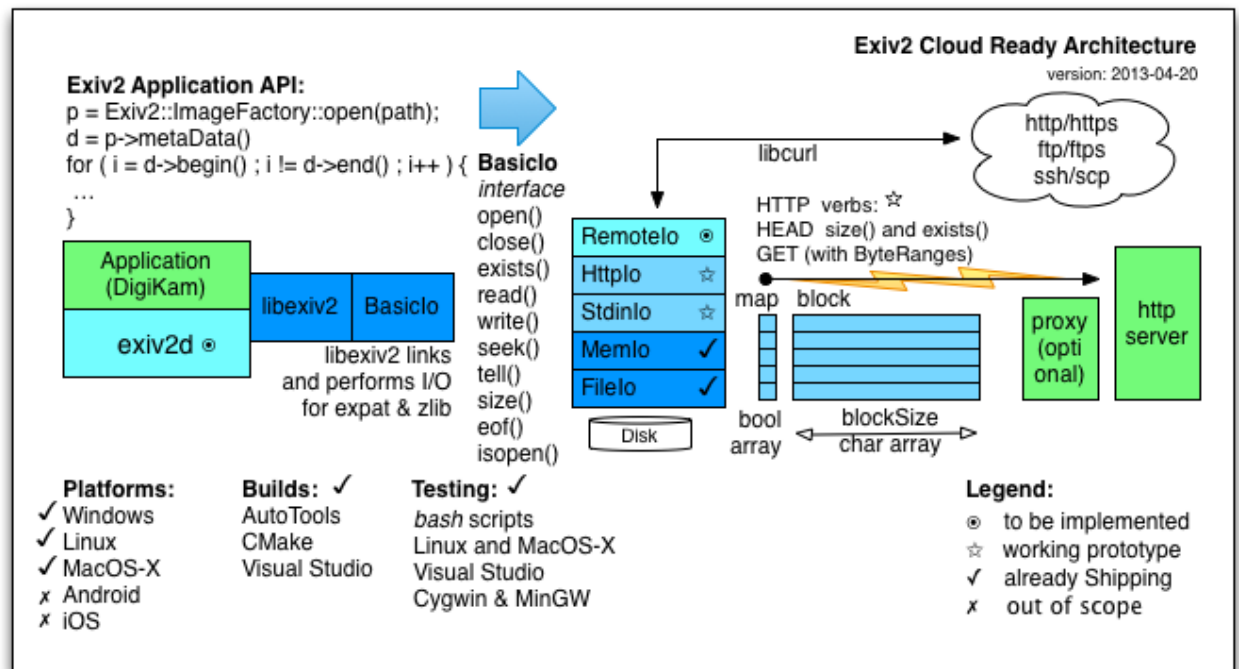 Exiv2 Cloud Ready Architecture
version: 2013-04-20
Exiv2 Application API:
p = Exiv2::ImageFactory::open(path);
d = p->metaData()
for ( i = d->begin() ; i != d->end() ; i++ ) {
...
}
Application
(DigiKam)
exiv2d ◉
libexiv2
BasicIo
libexiv2 links
and performs I/O
for expat & zlib
BasicIo
interface
open()
close()
exists()
read()
write()
seek()
tell()
size()
eof()
isopen()
RemoteIo ◉
HttpIo ☆
StdinIo ☆
MemIo ✓
FileIo ✓
Disk
libcurl
http/https
ftp/ftps
ssh/scp
HTTP verbs: ☆
HEAD size() and exists()
GET (with ByteRanges)
map
block
bool
array
blockSize
char array
proxy
(opti
onal)
http
server
Platforms:
✓ Windows
✓ Linux
✓ MacOS-X
✗ Android
✗ iOS
Builds: ✓
AutoTools
CMake
Visual Studio
Testing: ✓
bash scripts
Linux and MacOS-X
Visual Studio
Cygwin & MinGW
Legend:
◉ to be implemented
☆ working prototype
✓ already Shipping
✗ out of scope